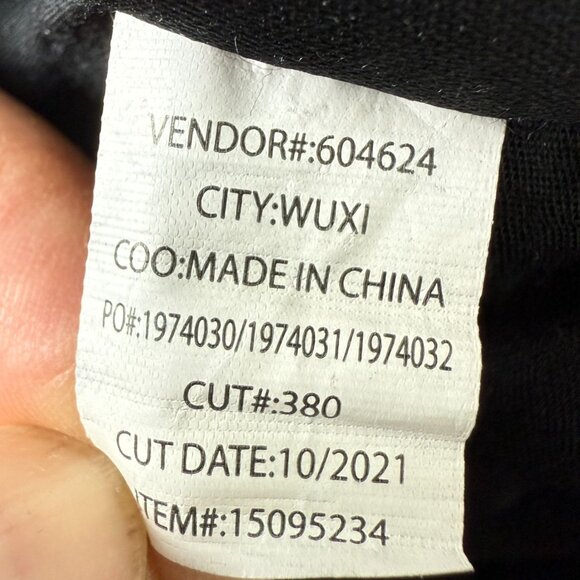 VENDOR#:604624
CITY:WUXI
COO:MADE IN CHINA
PO#:1974030/1974031/1974032
CUT#:380
CUT DATE:10/2021
ITEM#:15095234